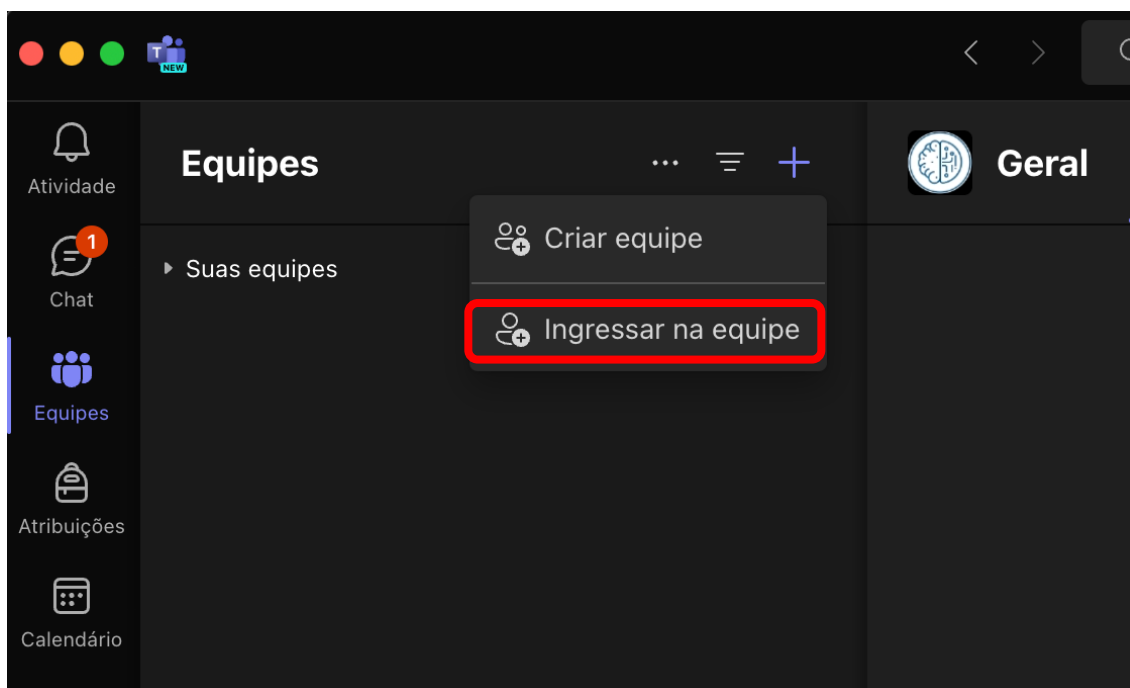 T
NEW
Atividade
Equipes
Geral
Criar equipe
1
Chat
Suas equipes
Ingressar na equipe
Equipes
Atribuições
Calendário